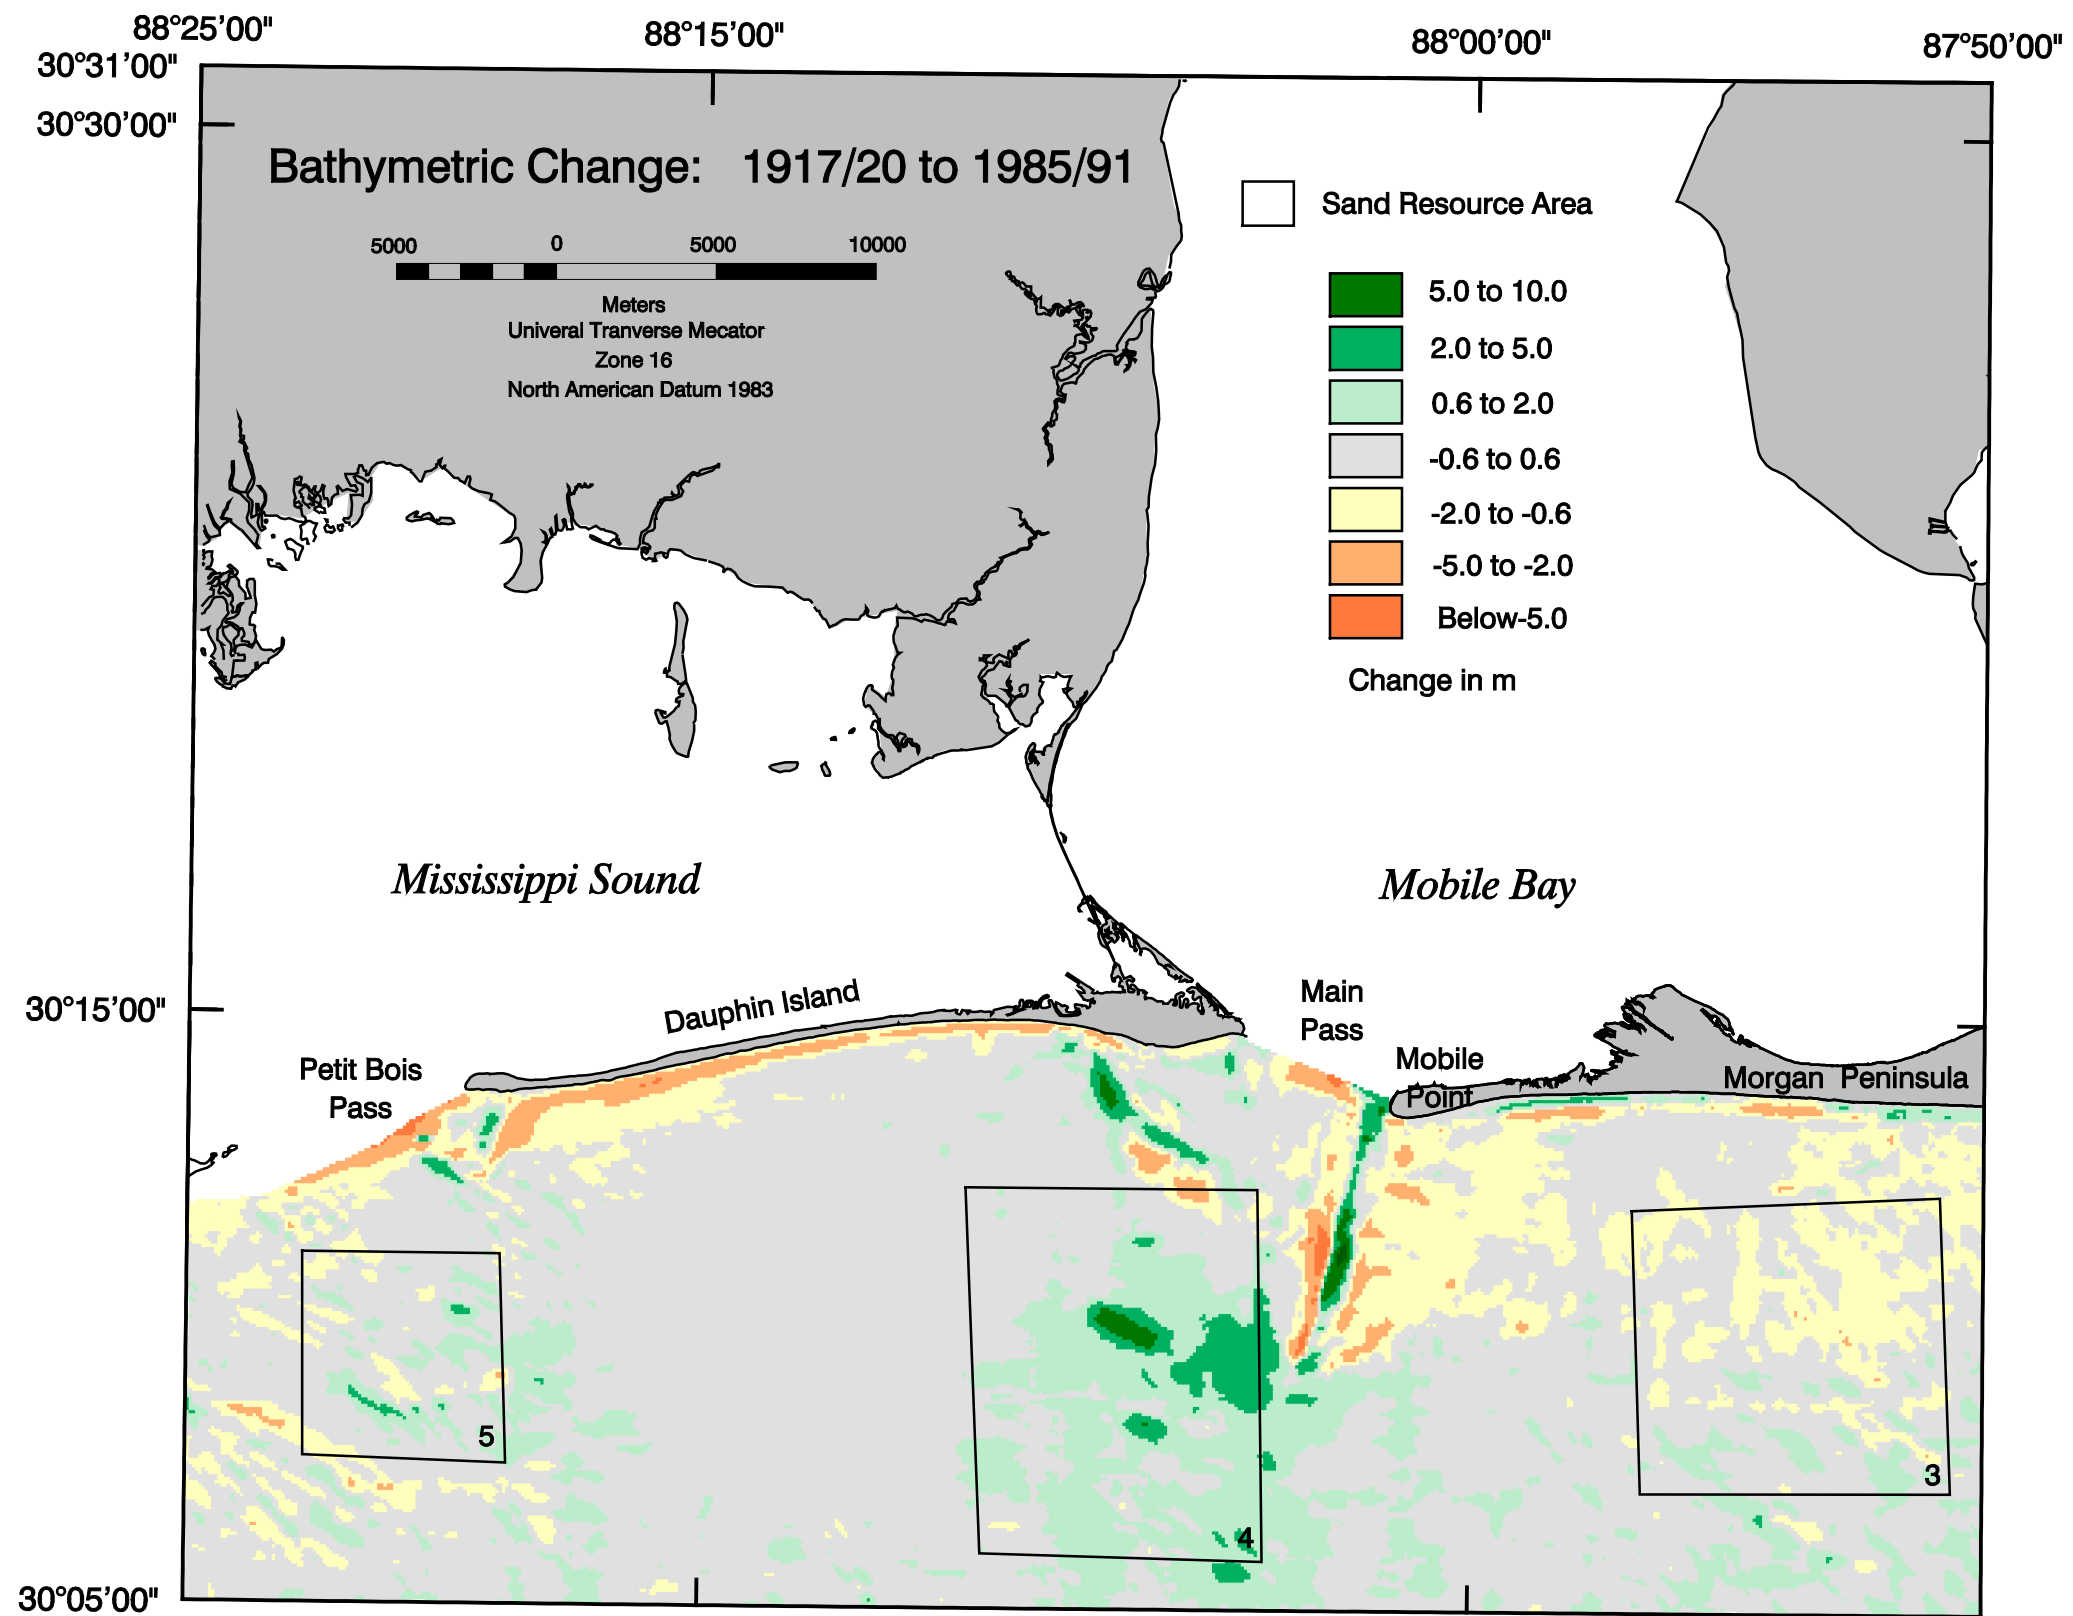 88°25'00"
88°15'00"
88°00'00"
87°50'00"
30°31'00"
30°30'00"
Bathymetric Change: 1917/20 to 1985/91
5000 0 5000 10000
Meters
Univeral Tranverse Mecator
Zone 16
North American Datum 1983
Sand Resource Area
5.0 to 10.0
2.0 to 5.0
0.6 to 2.0
-0.6 to 0.6
-2.0 to -0.6
-5.0 to -2.0
Below-5.0
Change in m
Mississippi Sound
Mobile Bay
30°15'00"
Dauphin Island
Main
Pass
Petit Bois
Pass
Mobile
Point
Morgan Peninsula
5
3
4
30°05'00"